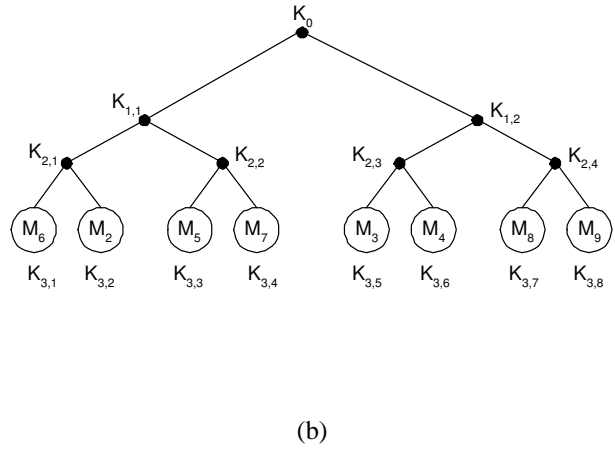 K0
K1,1 K1,2
K2,1 K2,2 K2,3 K2,4
M6 M2 M5 M7 M3 M4 M8 M9
K3,1 K3,2 K3,3 K3,4 K3,5 K3,6 K3,7 K3,8
(b)